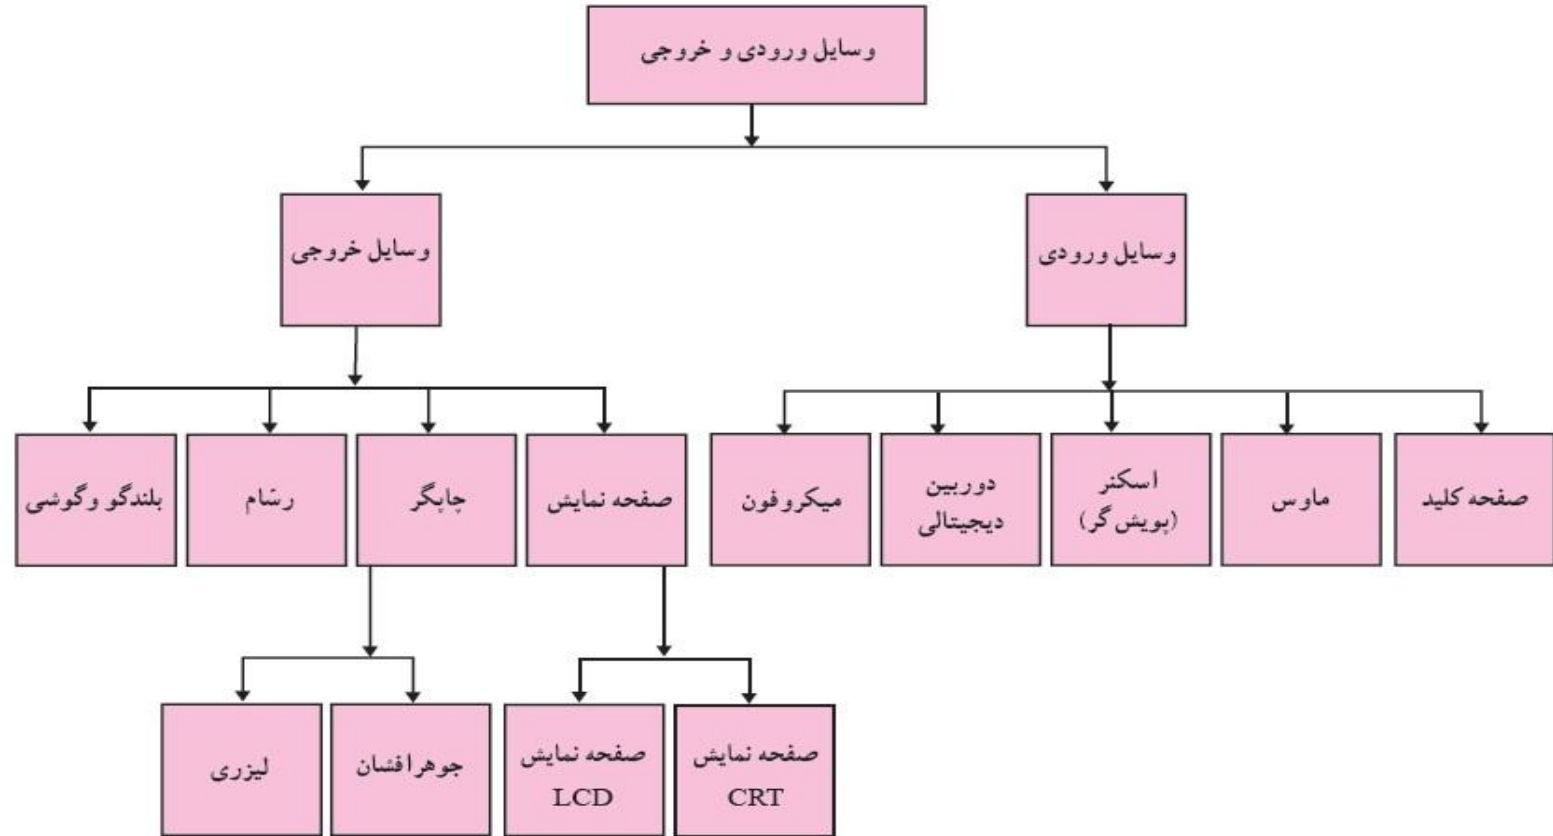 وسایل ورودی و خروجی
وسایل ورودی
وسایل خروجی
صفحه کلید
ماوس
اسکنر
(پویش‌گر)
دوربین
دیجیتالی
میکروفون
صفحه نمایش
چاپگر
رسّام
بلندگو وگوشی
صفحه نمایش
CRT
صفحه نمایش
LCD
جوهرافشان
لیزری